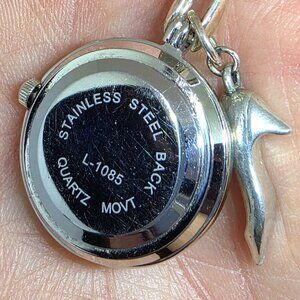 STAINLESS STEEL BACK
L-1085
QUARTZ MOVT